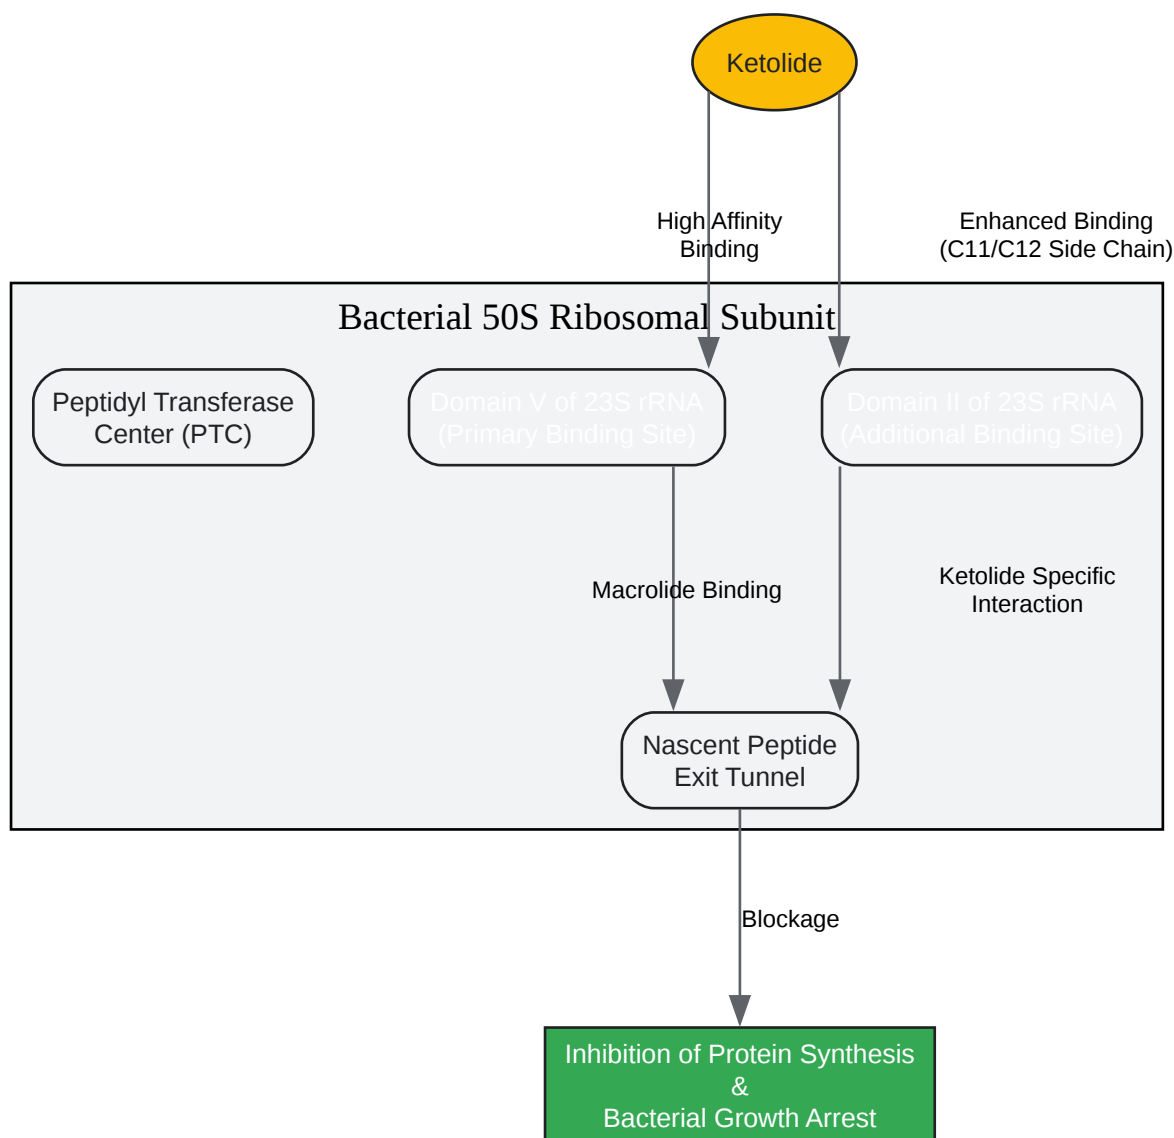 Ketolide
High Affinity
Binding
Enhanced Binding
(C11/C12 Side Chain)
Bacterial 50S Ribosomal Subunit
Peptidyl Transferase
Center (PTC)
Domain V of 23S rRNA
(Primary Binding Site)
Domain II of 23S rRNA
(Additional Binding Site)
Macrolide Binding
Ketolide Specific
Interaction
Nascent Peptide
Exit Tunnel
Blockage
Inhibition of Protein Synthesis
&
Bacterial Growth Arrest